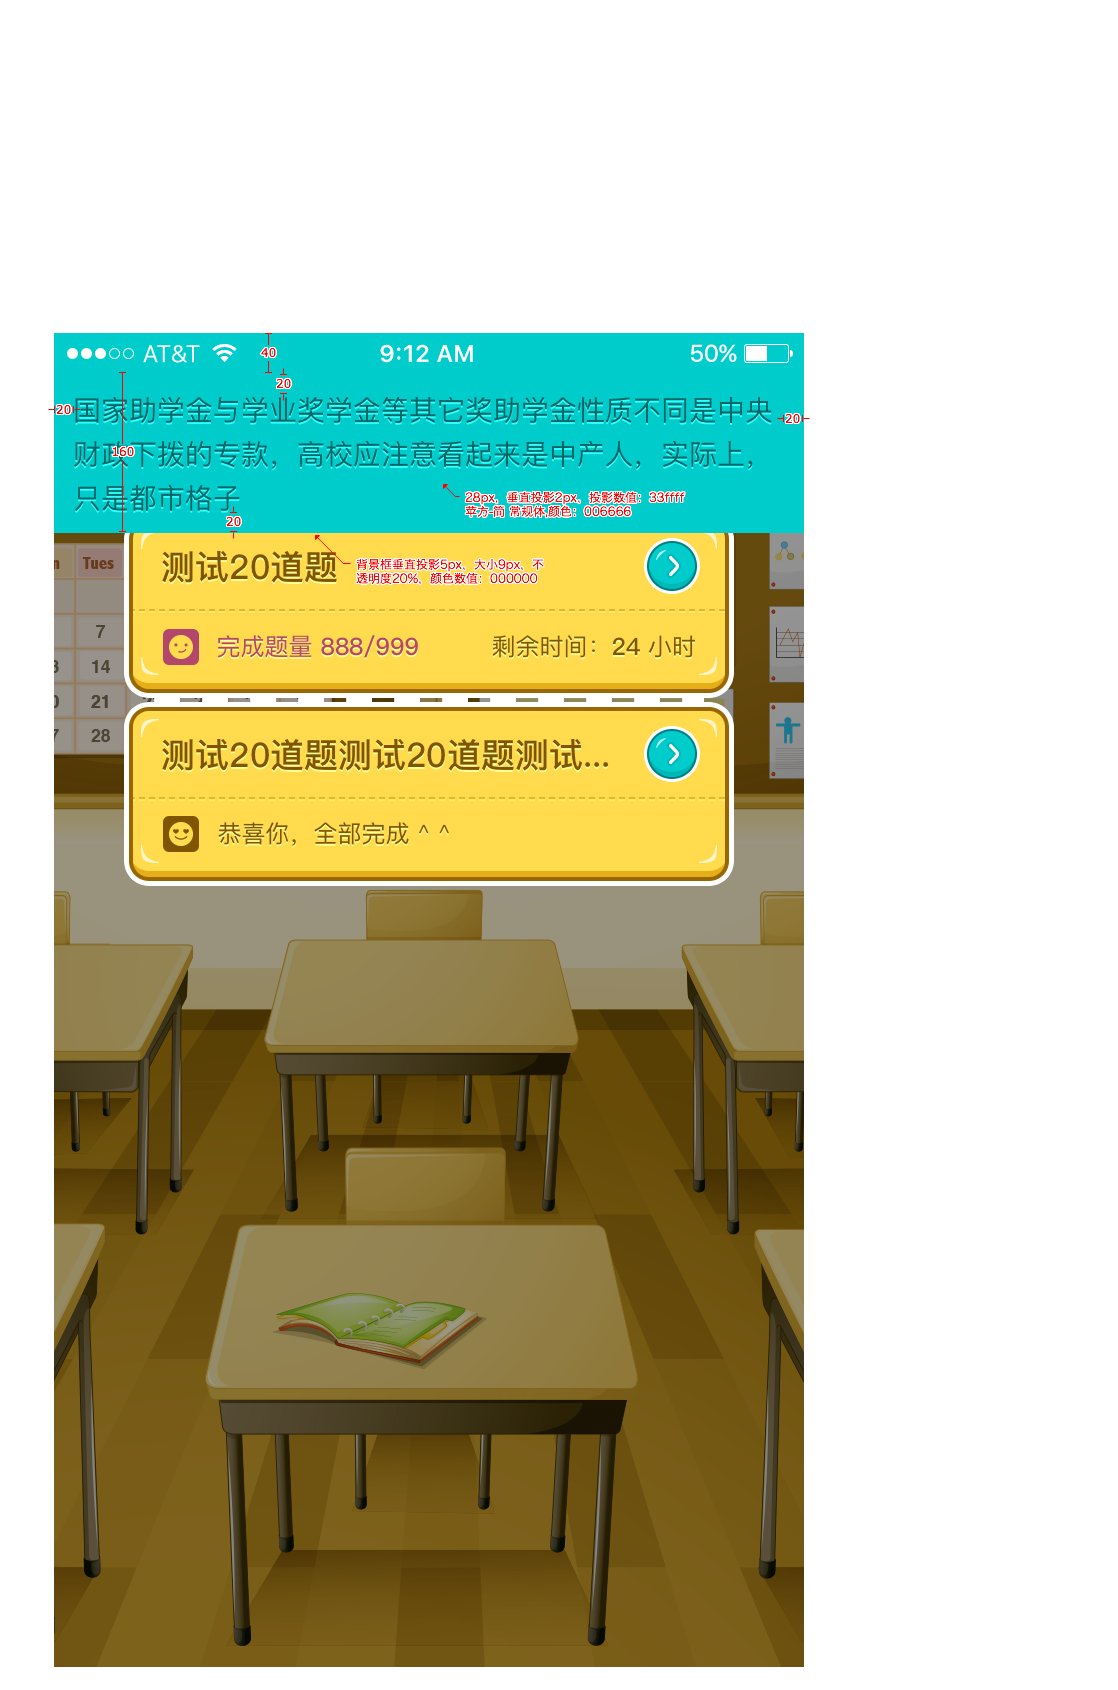 AT&T 9:12 AM 50%
40
20
20
国家助学金与学业奖学金等其它奖助学金性质不同是中央
20
160
财政下拨的专款，高校应注意看起来是中产人，实际上，
只是都市格子
28px，垂直投影2px，投影数值：33ffff
苹方-简 常规体,颜色：006666
20
背景框垂直投影5px，大小9px，不
透明度20%，颜色数值：000000
n Tues
测试20道题
7
完成题量 888/999 剩余时间：24 小时
14
21
28
测试20道题测试20道题测试...
恭喜你，全部完成 ^ ^